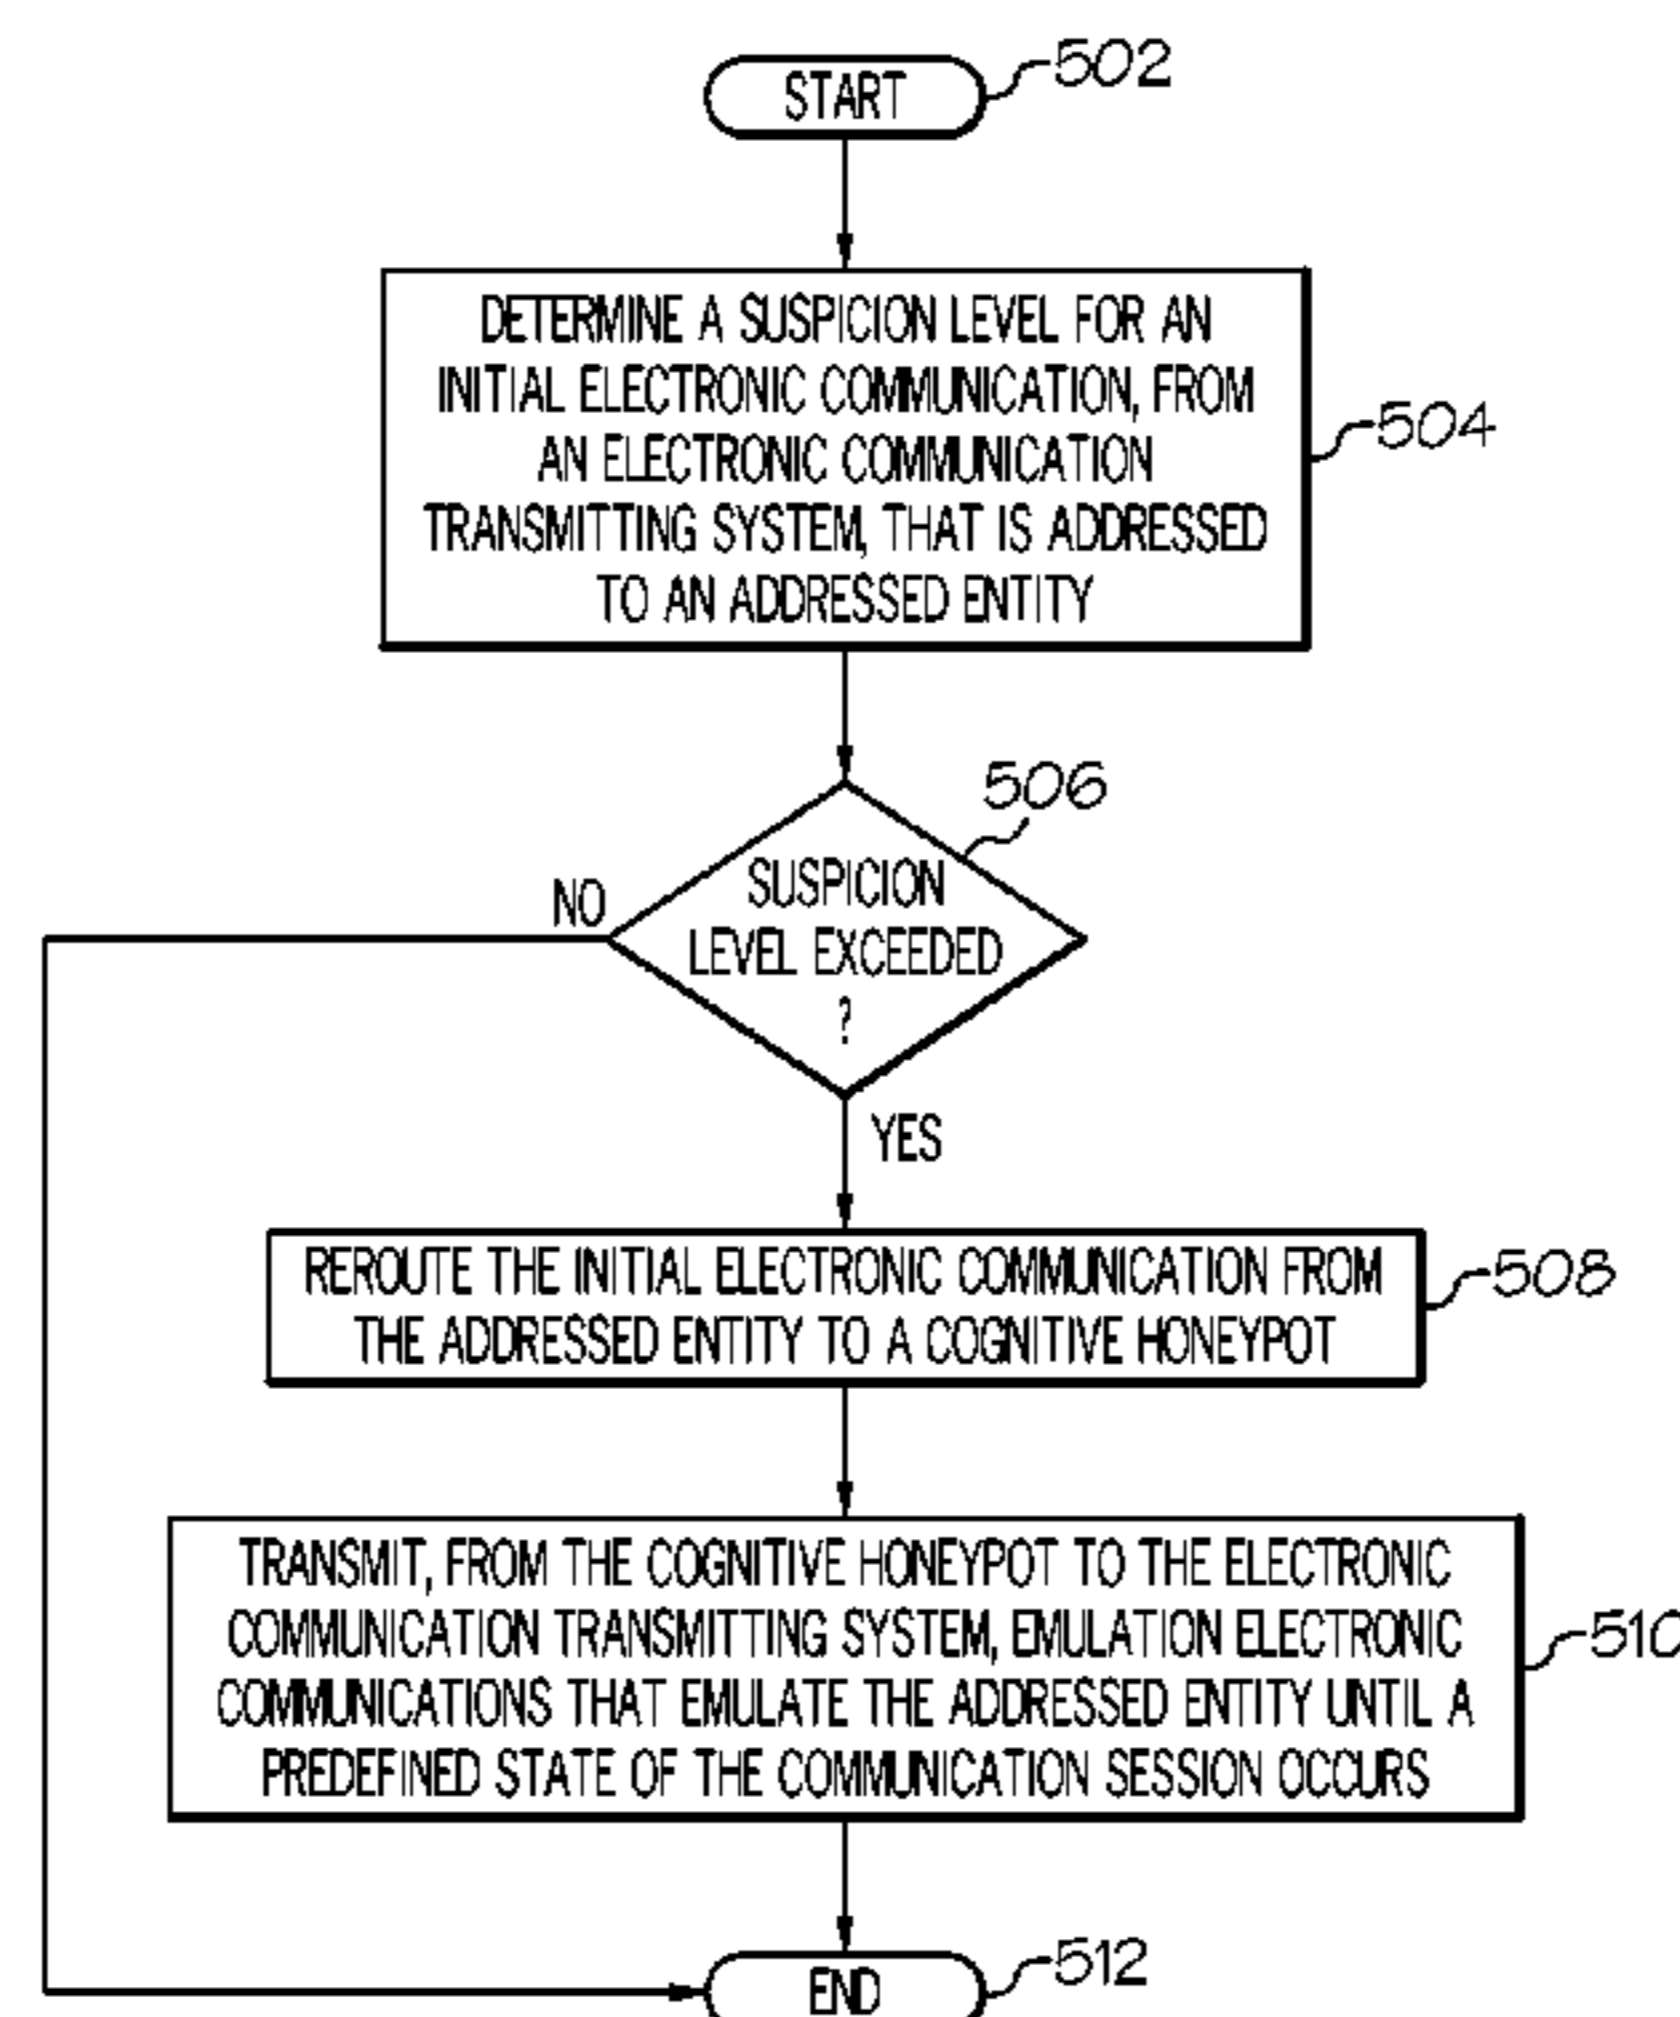 START
502
DETERMINE A SUSPICION LEVEL FOR AN
INITIAL ELECTRONIC COMMUNICATION, FROM
AN ELECTRONIC COMMUNICATION
TRANSMITTING SYSTEM, THAT IS ADDRESSED
TO AN ADDRESSED ENTITY
504
506
SUSPICION
LEVEL EXCEEDED
?
NO
YES
REROUTE THE INITIAL ELECTRONIC COMMUNICATION FROM
THE ADDRESSED ENTITY TO A COGNITIVE HONEYPOT
508
TRANSMIT, FROM THE COGNITIVE HONEYPOT TO THE ELECTRONIC
COMMUNICATION TRANSMITTING SYSTEM, EMULATION ELECTRONIC
COMMUNICATIONS THAT EMULATE THE ADDRESSED ENTITY UNTIL A
PREDEFINED STATE OF THE COMMUNICATION SESSION OCCURS
510
END
512